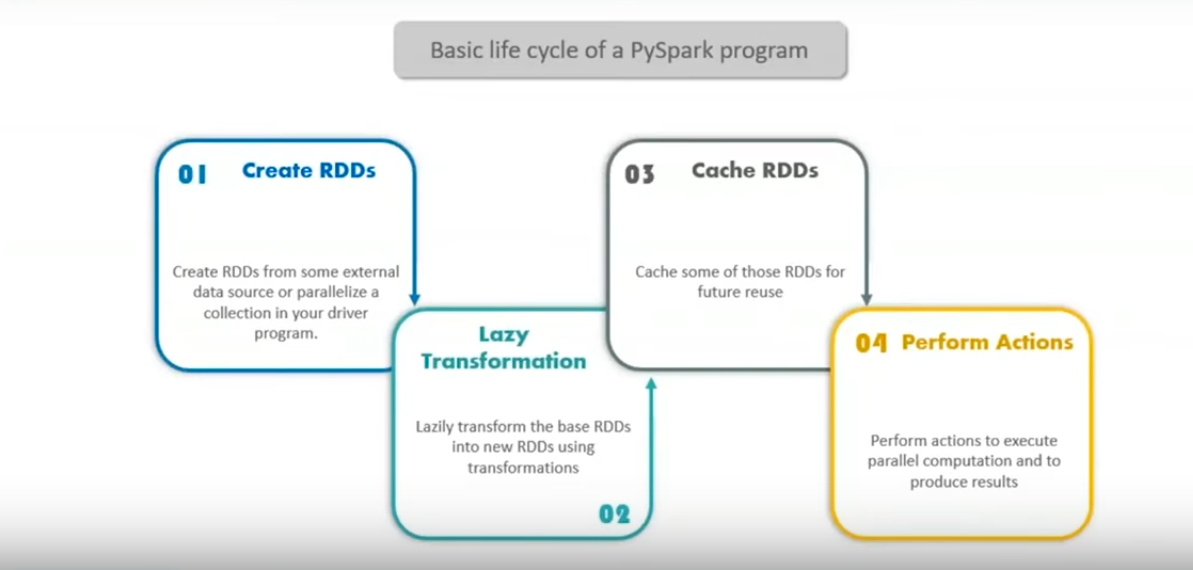 Basic life cycle of a PySpark program
01 Create RDDs
Create RDDs from some external
data source or parallelize a
collection in your driver
program.
Lazy
Transformation
Lazily transform the base RDDs
into new RDDs using
transformations
02
03 Cache RDDs
Cache some of those RDDs for
future reuse
04 Perform Actions
Perform actions to execute
parallel computation and to
produce results